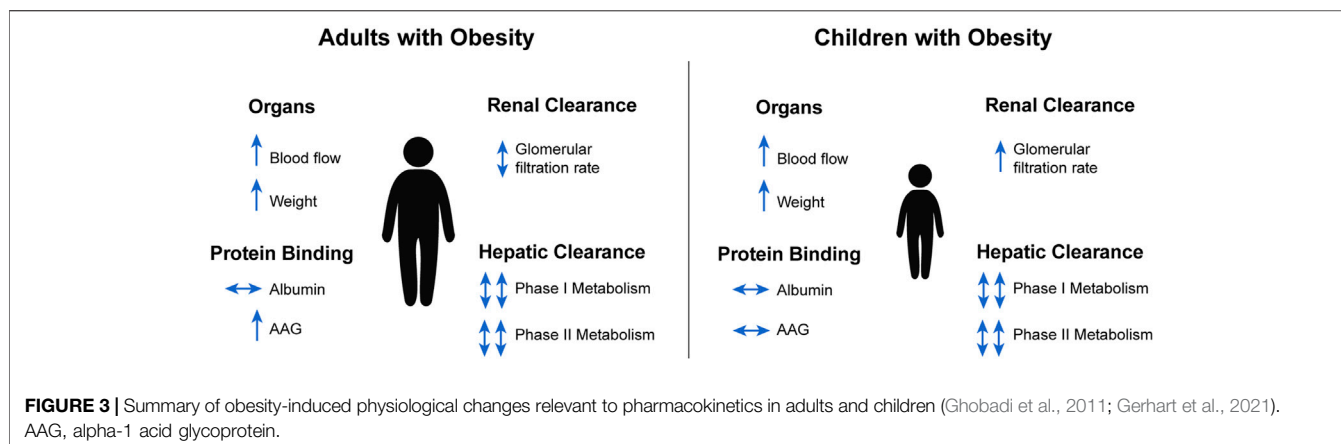 Adults with Obesity
Organs
Blood flow
Weight
Protein Binding
Albumin
AAG
Renal Clearance
Glomerular
filtration rate
Hepatic Clearance
Phase I Metabolism
Phase II Metabolism
Children with Obesity
Organs
Blood flow
Weight
Protein Binding
Albumin
AAG
Renal Clearance
Glomerular
filtration rate
Hepatic Clearance
Phase I Metabolism
Phase II Metabolism
FIGURE 3 | Summary of obesity-induced physiological changes relevant to pharmacokinetics in adults and children (Ghobadi et al., 2011; Gerhart et al., 2021).
AAG, alpha-1 acid glycoprotein.